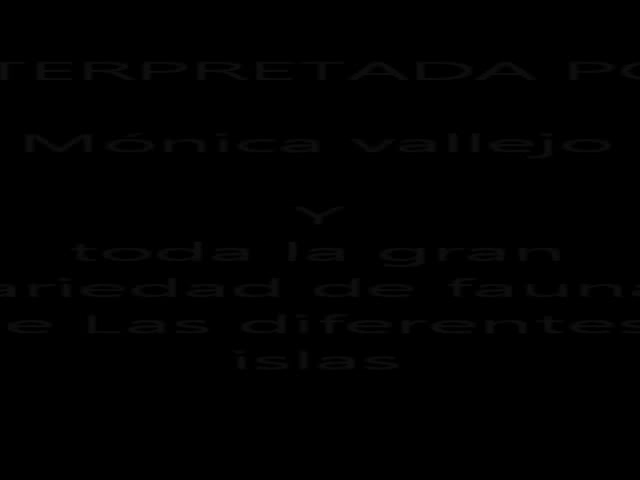 TERPRETADA PO
Mónica vallejo
Y
toda la gran
ariedad de fauna
e Las diferentes
islas